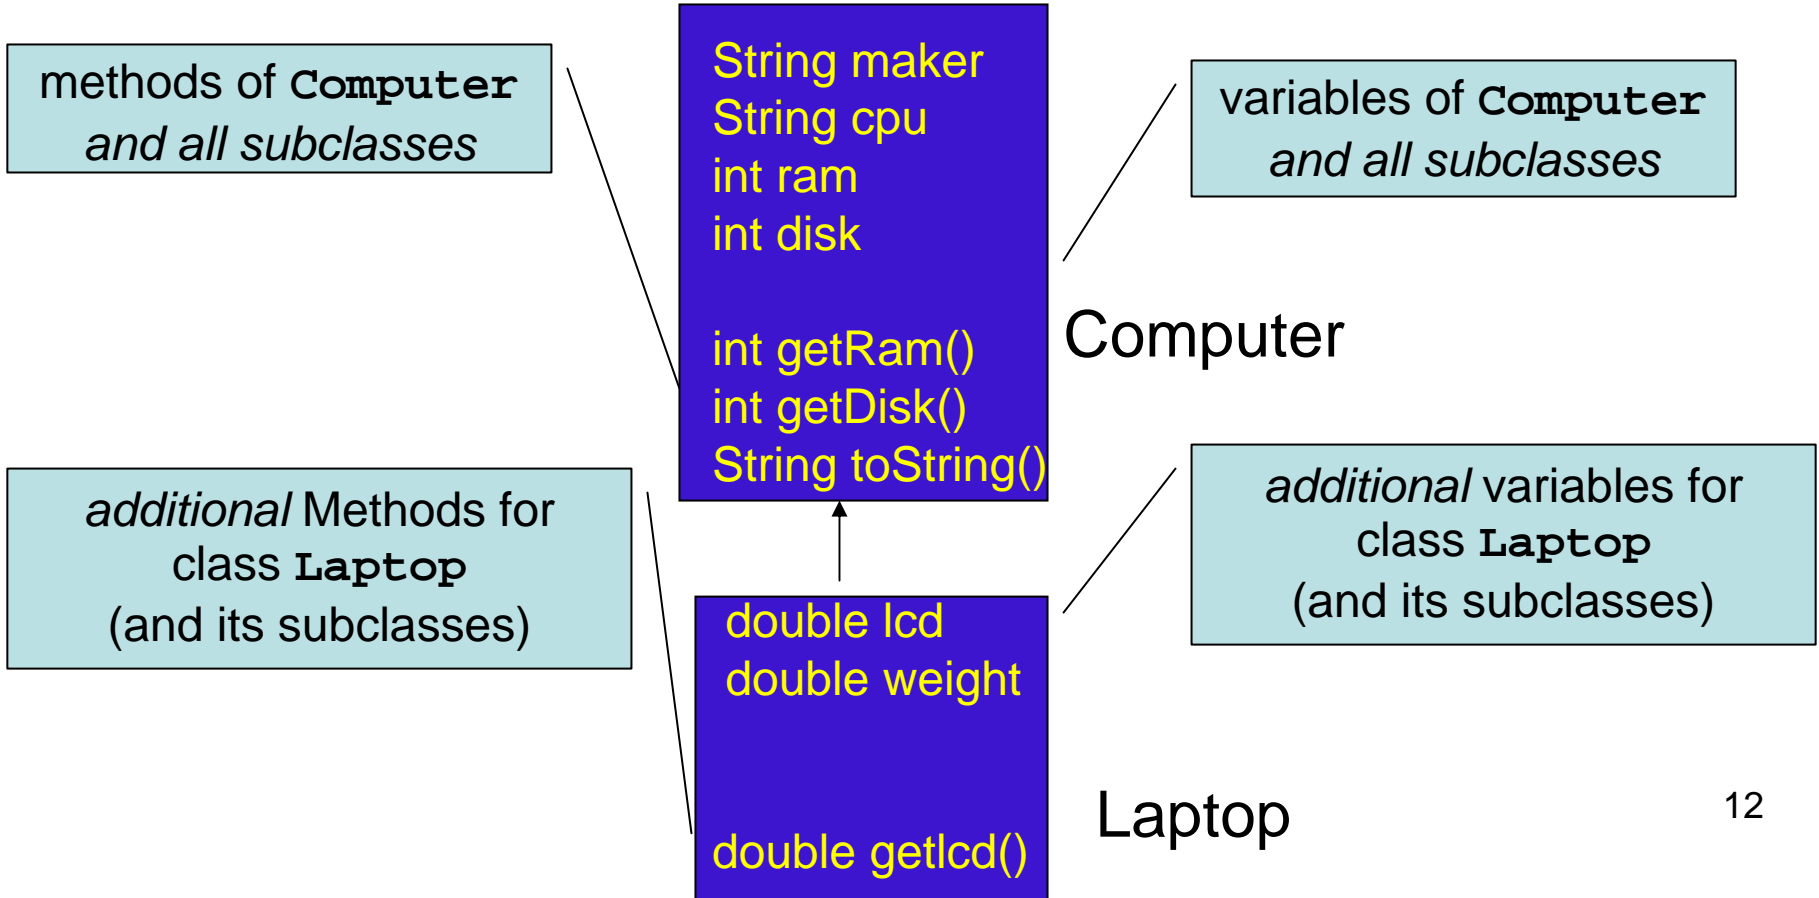 methods of Computer
and all subclasses
String maker
String cpu
int ram
int disk
int getRam()
int getDisk()
String toString()
variables of Computer
and all subclasses
Computer
additional Methods for
class Laptop
(and its subclasses)
additional variables for
class Laptop
(and its subclasses)
double lcd
double weight
double getlcd()
Laptop
12